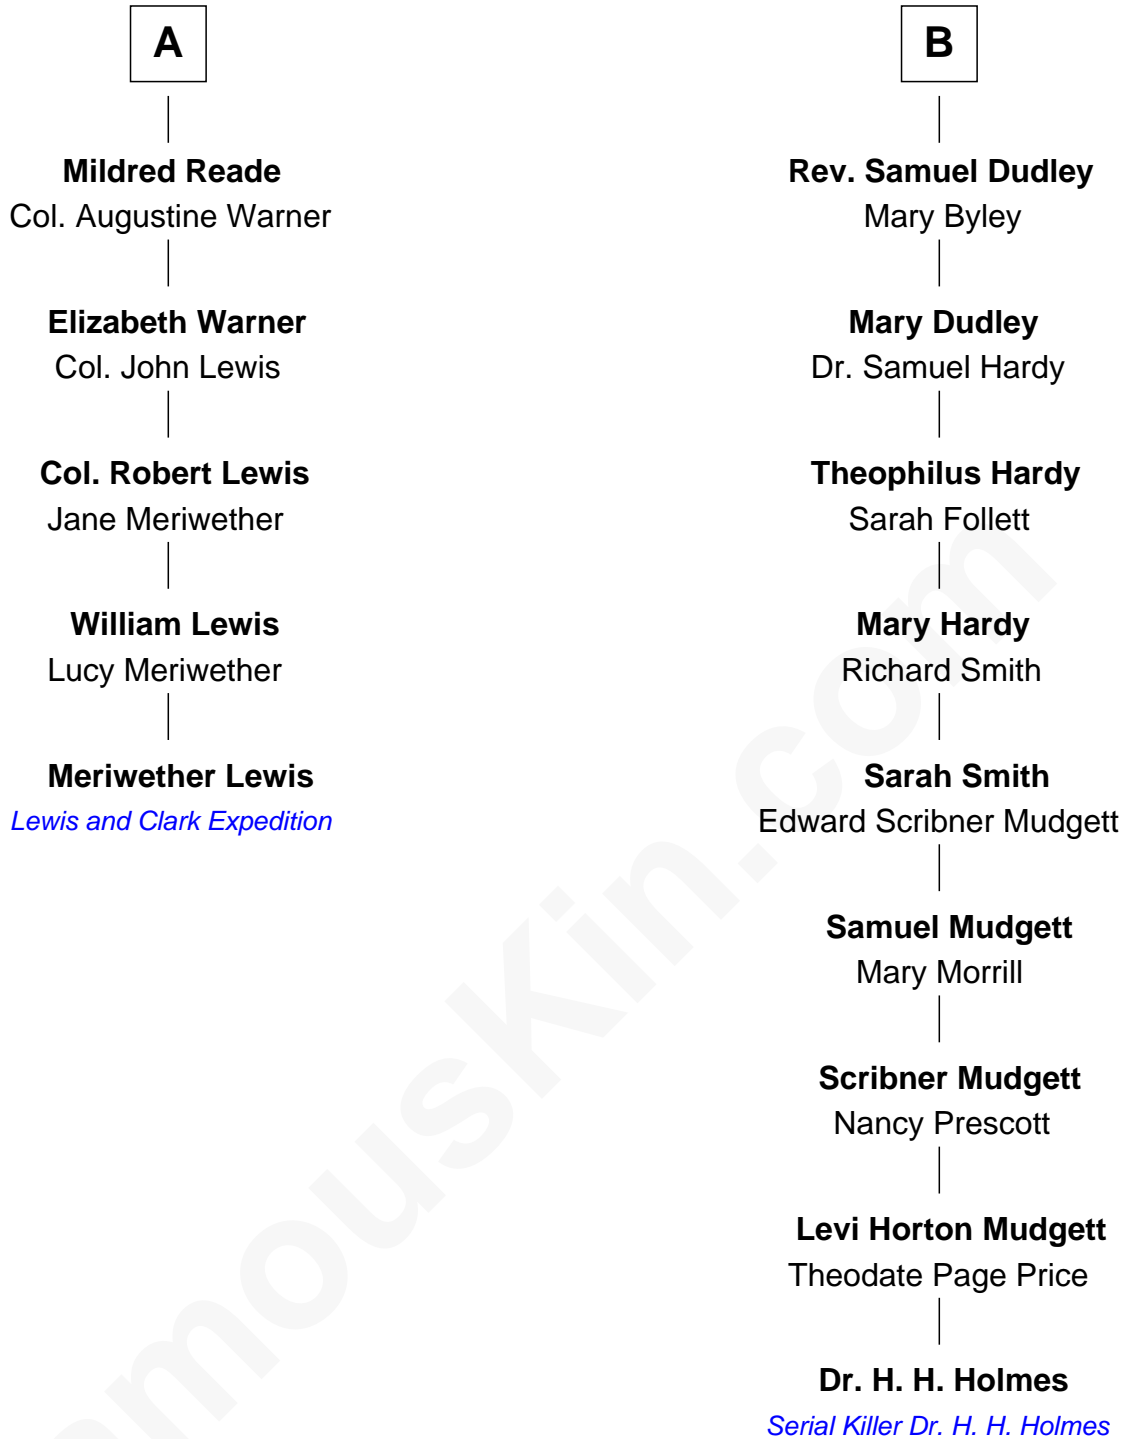 A
Mildred Reade
Col. Augustine Warner
Elizabeth Warner
Col. John Lewis
Col. Robert Lewis
Jane Meriwether
William Lewis
Lucy Meriwether
Meriwether Lewis
Lewis and Clark Expedition
B
Rev. Samuel Dudley
Mary Byley
Mary Dudley
Dr. Samuel Hardy
Theophilus Hardy
Sarah Follett
Mary Hardy
Richard Smith
Sarah Smith
Edward Scribner Mudgett
Samuel Mudgett
Mary Morrill
Scribner Mudgett
Nancy Prescott
Levi Horton Mudgett
Theodate Page Price
Dr. H. H. Holmes
Serial Killer Dr. H. H. Holmes
amousKin.com